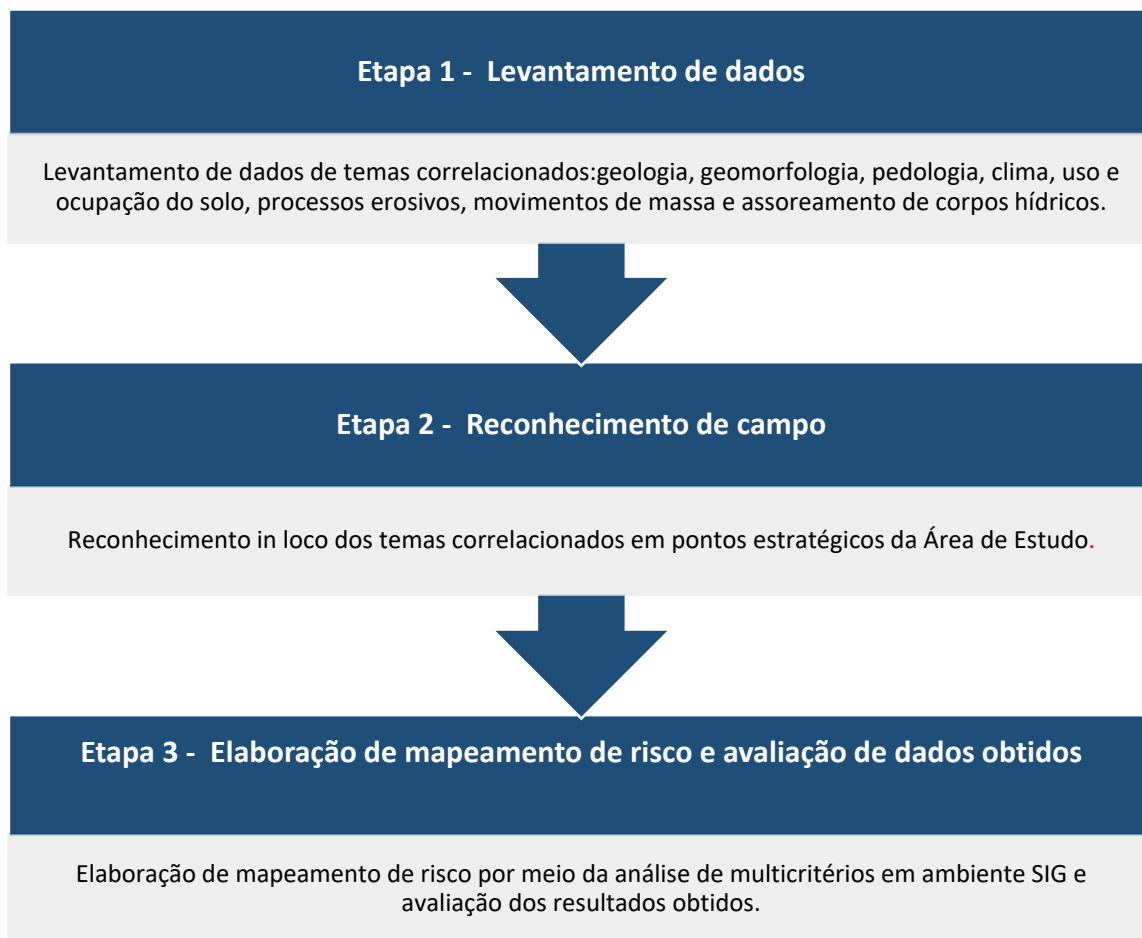 Etapa 1 -  Levantamento de dados
Levantamento de dados de temas correlacionados:geologia, geomorfologia, pedologia, clima, uso e
ocupação do solo, processos erosivos, movimentos de massa e assoreamento de corpos hídricos.
Etapa 2 -  Reconhecimento de campo
Reconhecimento in loco dos temas correlacionados em pontos estratégicos da Área de Estudo.
Etapa 3 -  Elaboração de mapeamento de risco e avaliação de dados obtidos
Elaboração de mapeamento de risco por meio da análise de multicritérios em ambiente SIG e
avaliação dos resultados obtidos.